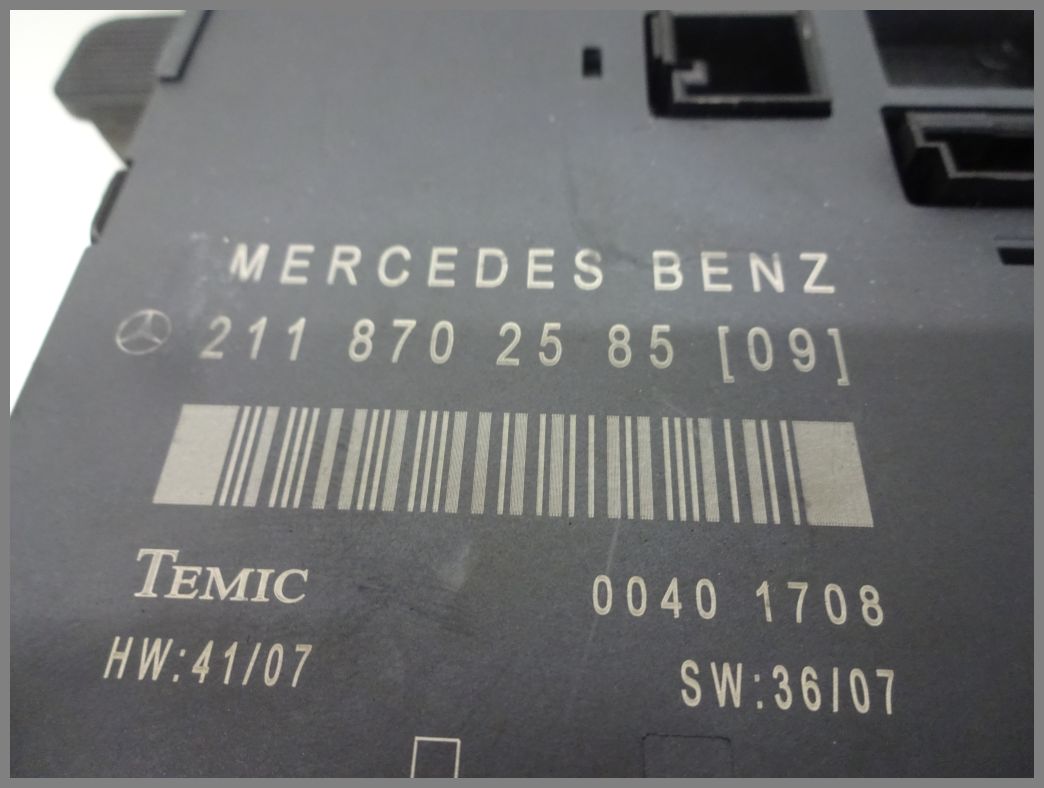 MERCEDES BENZ
211 870 25 85 [09]
TEMIC
0040 1708
HW:41/07
SW:36/07